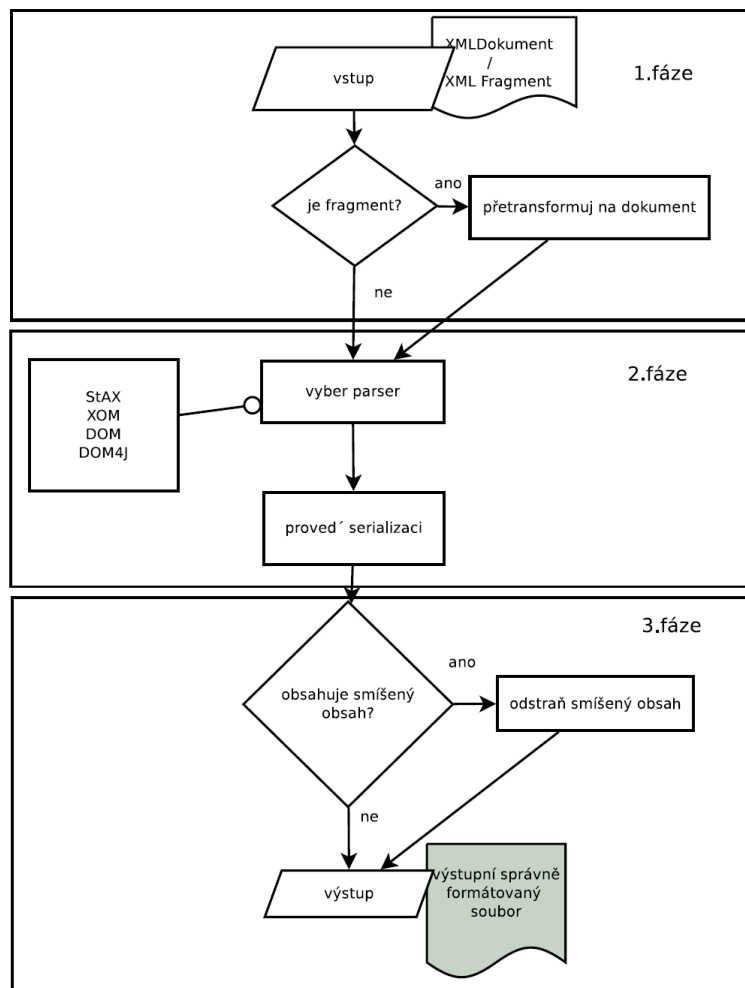 XMLDokument
/
XML Fragment
vstup
1.fáze
je fragment?
ano
přetransformuj na dokument
ne
2.fáze
StAX
XOM
DOM
DOM4J
vyber parser
proved´ serializaci
3.fáze
obsahuje smíšený
obsah?
ano
odstraň smíšený obsah
ne
výstup
výstupní správně
formátovaný
soubor